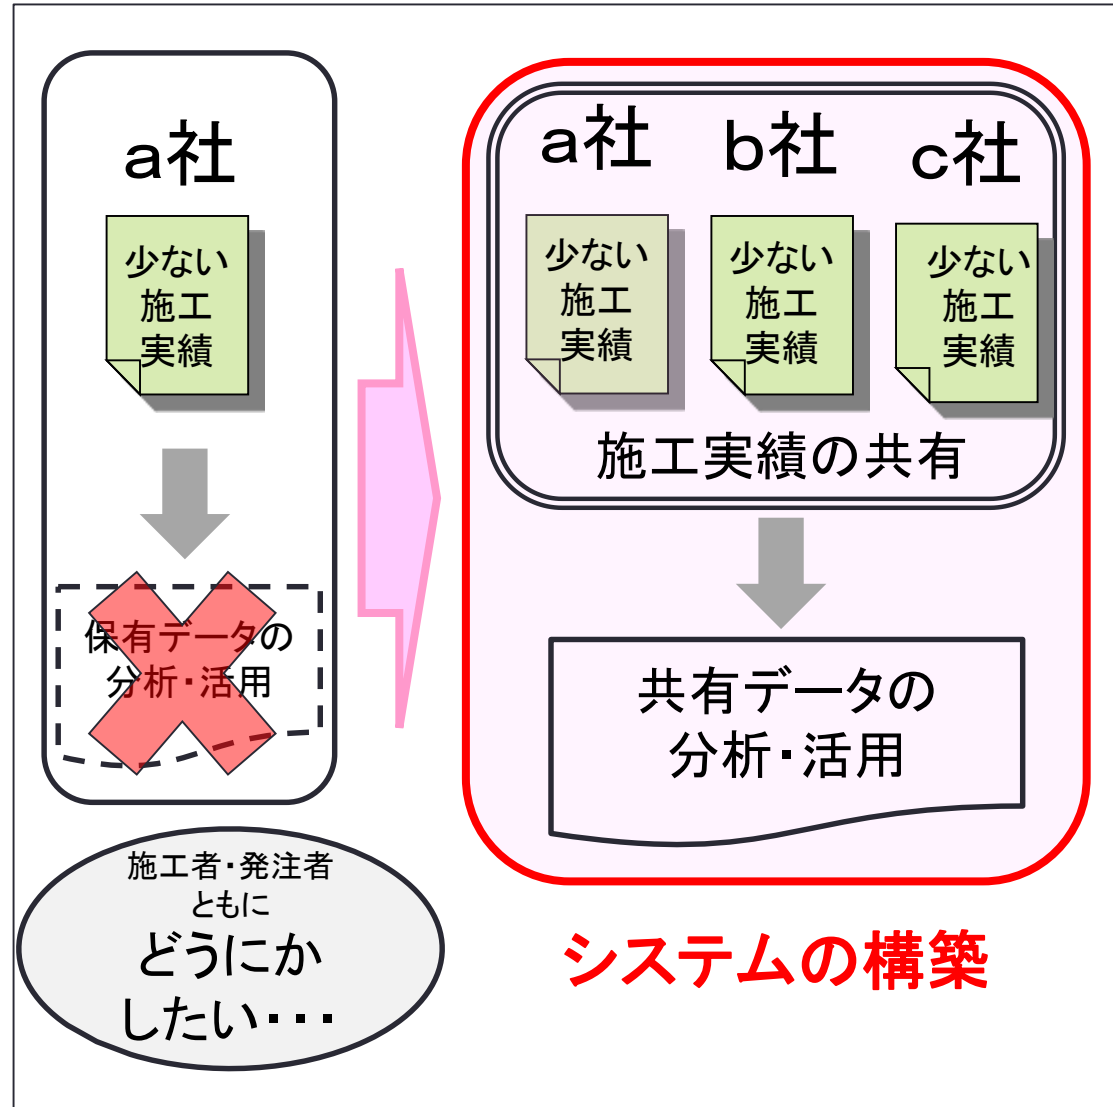 a社
少ない
施工
実績
保有データの
分析・活用
施工者・発注者
ともに
どうにか
したい・・・
a社
少ない
施工
実績
b社
少ない
施工
実績
c社
少ない
施工
実績
施工実績の共有
共有データの
分析・活用
システムの構築